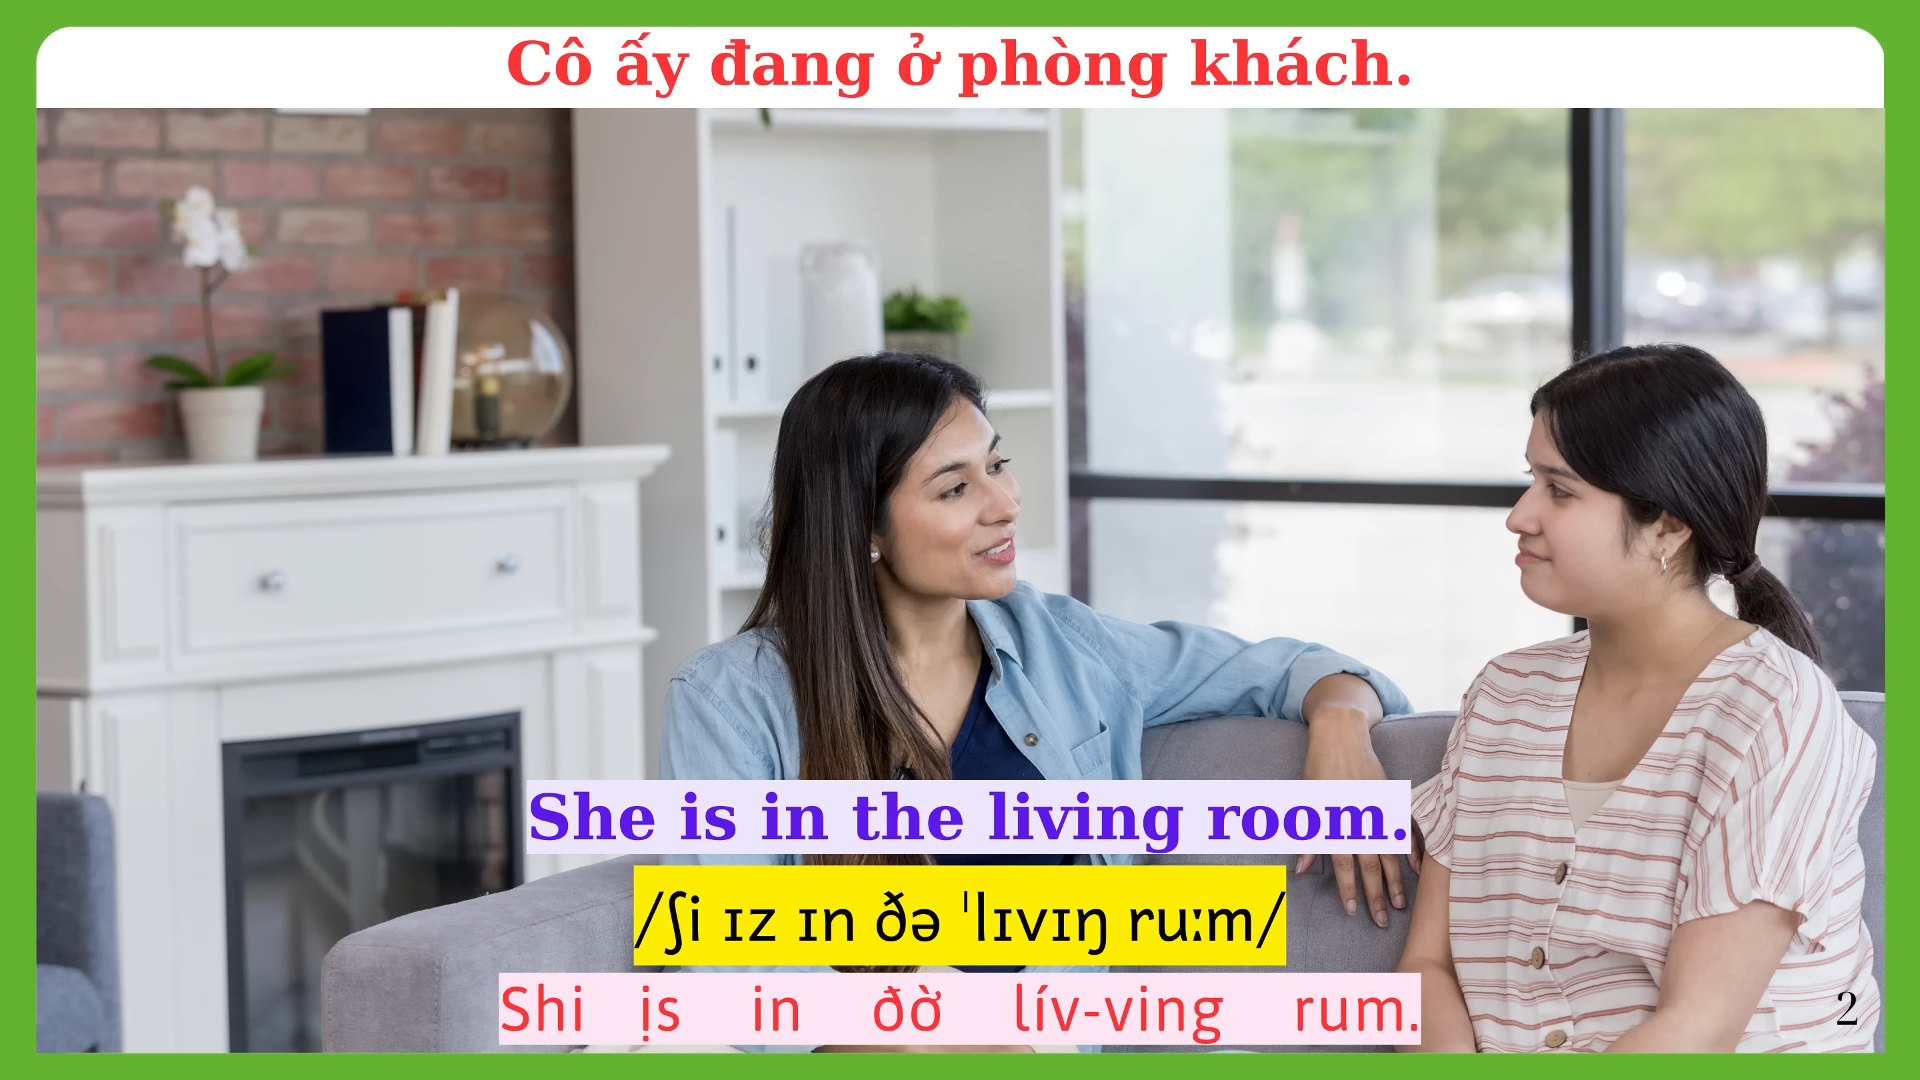 Cô ấy đang ở phòng khách.
She is in the living room.
/ʃi ɪz ɪn ðə ˈlɪvɪŋ ruːm/
Shi ịs in đờ lív-ving rum.
2